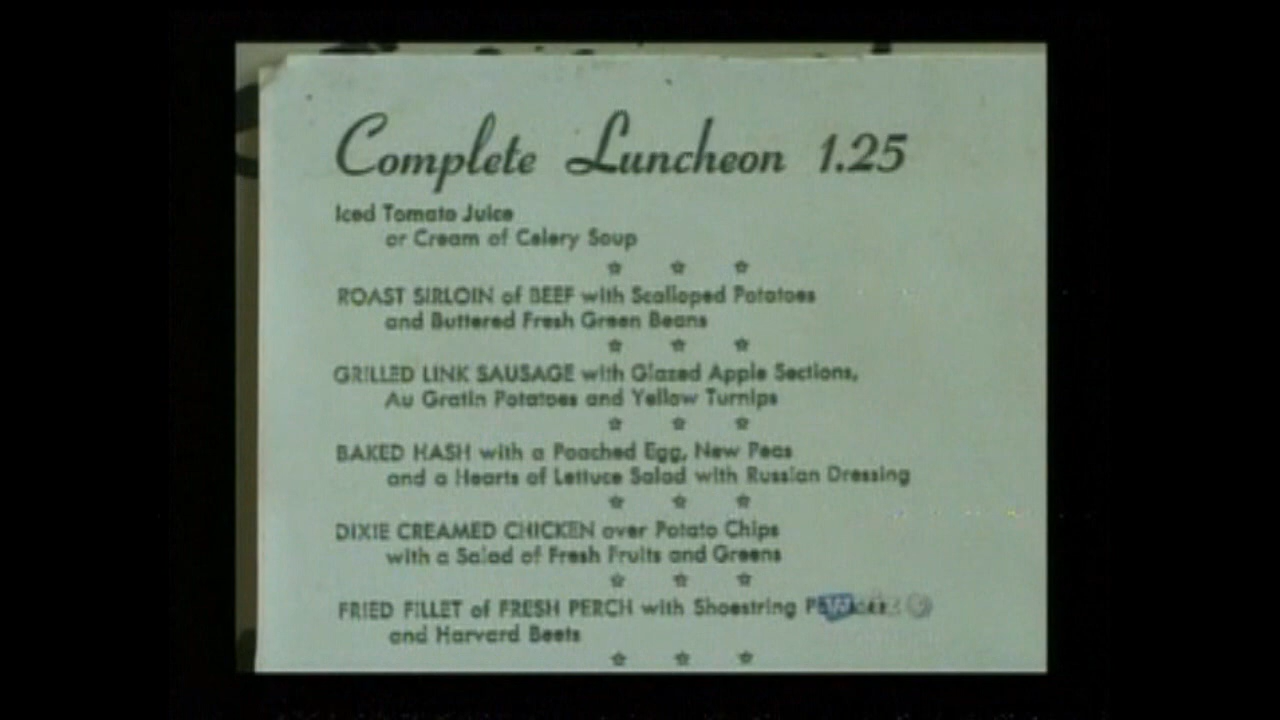 Complete Luncheon 1.25
Iced Tomato Juice
or Cream of Celery Soup
ROAST SIRLOIN of BEEF with Scalloped Potatoes
and Buttered Fresh Green Beans
GRILLED LINK SAUSAGE with Glazed Apple Sections,
Au Gratin Potatoes and Yellow Turnips
BAKED HASH with a Poached Egg, New Peas
and a Hearts of Lettuce Salad with Russian Dressing
DIXIE CREAMED CHICKEN over Potato Chips
with a Salad of Fresh Fruits and Greens
FRIED FILLET of FRESH PERCH with Shoestring
and Harvard Beets